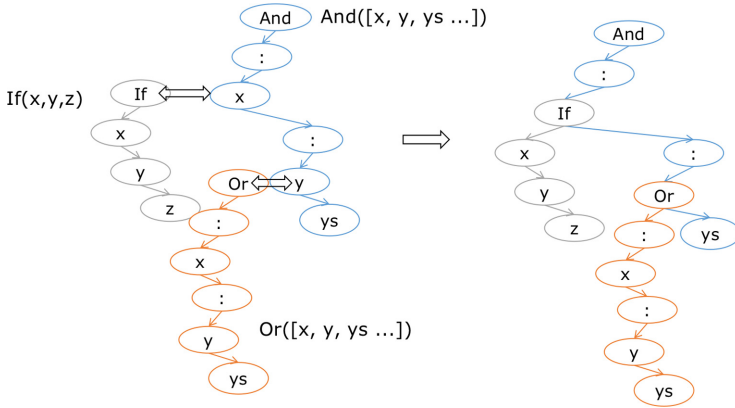 And
And([x, y, ys ...])
:
If
x
If(x,y,z)
x
:
y
Or
y
z
:
ys
x
:
Or([x, y, ys ...])
y
ys
And
:
If
x
:
y
Or
z
:
ys
x
:
y
ys